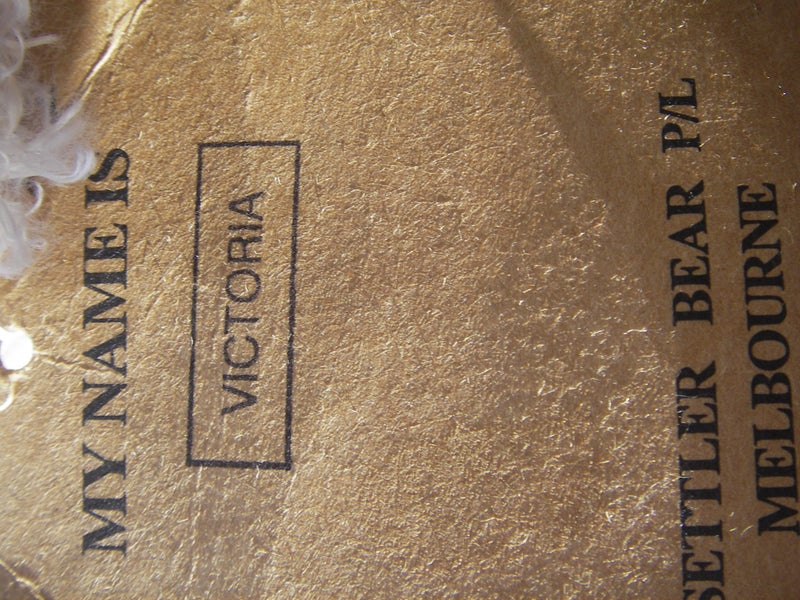 MY NAME IS
VICTORIA
SETTLER BEAR P/L
MELBOURNE